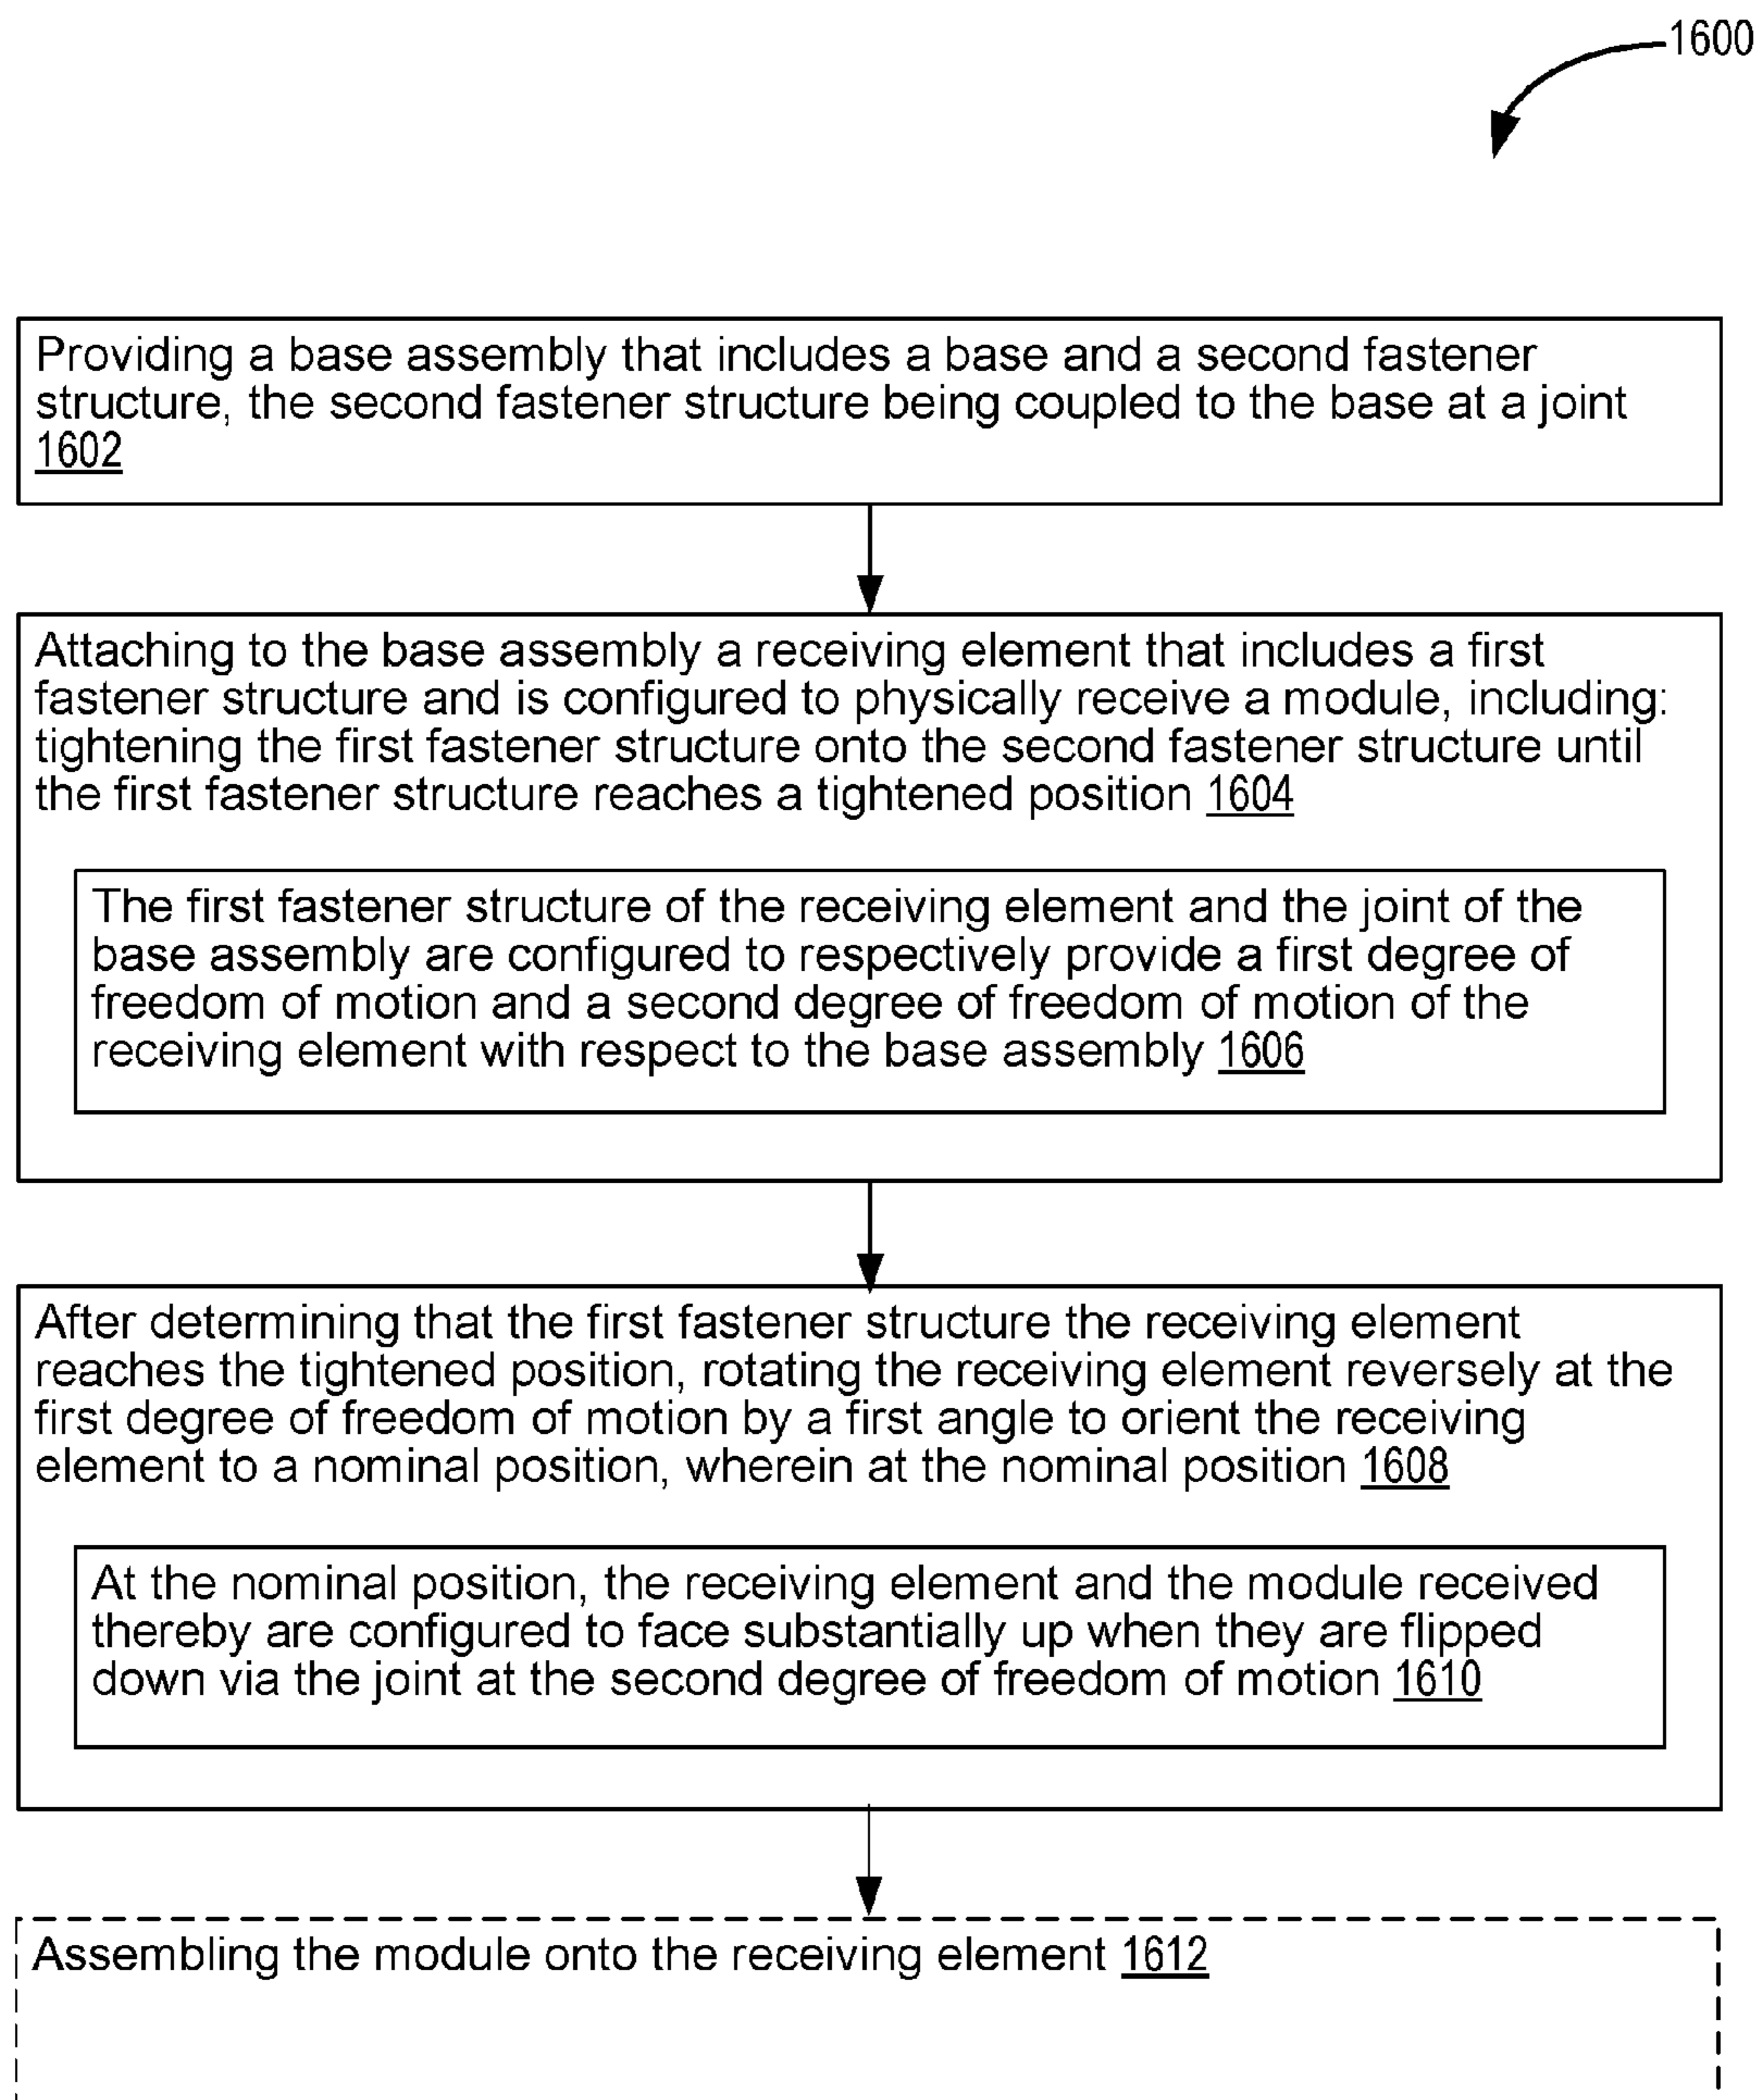 1600
Providing a base assembly that includes a base and a second fastener
structure, the second fastener structure being coupled to the base at a joint
1602
Attaching to the base assembly a receiving element that includes a first
fastener structure and is configured to physically receive a module, including:
tightening the first fastener structure onto the second fastener structure until
the first fastener structure reaches a tightened position 1604
The first fastener structure of the receiving element and the joint of the
base assembly are configured to respectively provide a first degree of
freedom of motion and a second degree of freedom of motion of the
receiving element with respect to the base assembly 1606
After determining that the first fastener structure the receiving element
reaches the tightened position, rotating the receiving element reversely at the
first degree of freedom of motion by a first angle to orient the receiving
element to a nominal position, wherein at the nominal position 1608
At the nominal position, the receiving element and the module received
thereby are configured to face substantially up when they are flipped
down via the joint at the second degree of freedom of motion 1610
Assembling the module onto the receiving element 1612